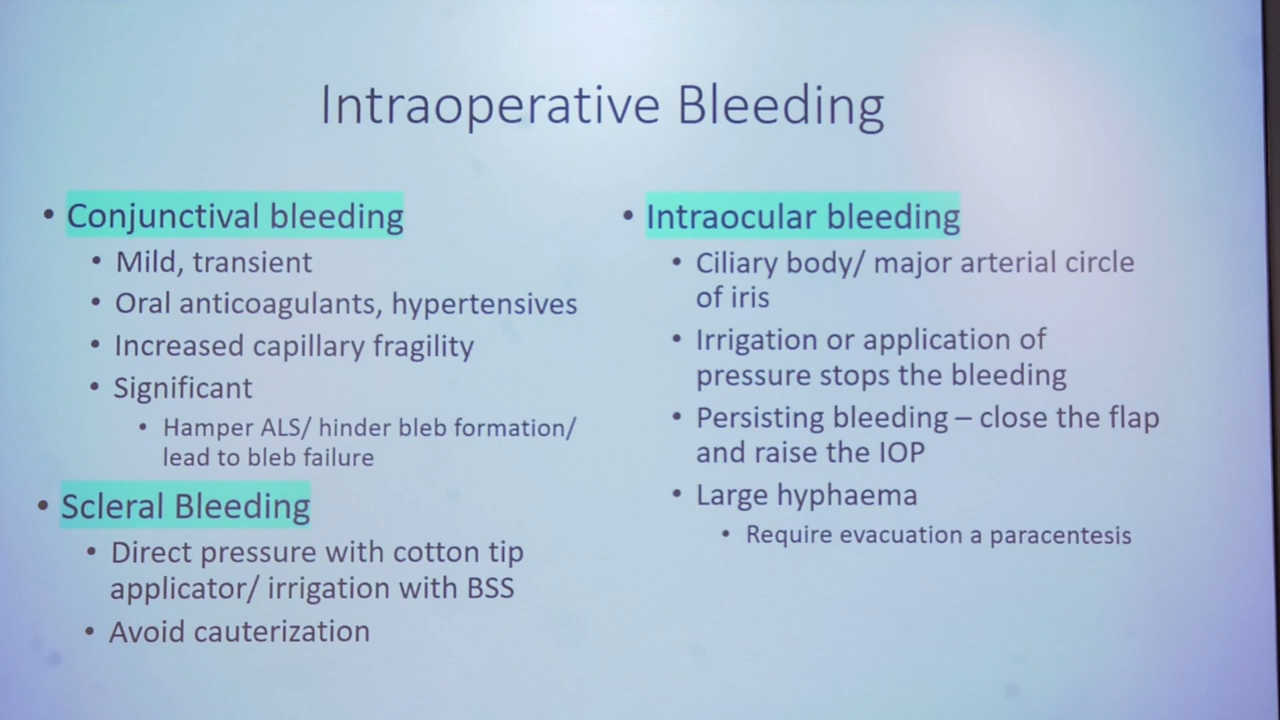 Intraoperative Bleeding
• Conjunctival bleeding
• Mild, transient
• Oral anticoagulants, hypertensives
• Increased capillary fragility
• Significant
• Hamper ALS/ hinder bleb formation/
lead to bleb failure
• Scleral Bleeding
• Direct pressure with cotton tip
applicator/ irrigation with BSS
• Avoid cauterization
• Intraocular bleeding
• Ciliary body/ major arterial circle
of iris
• Irrigation or application of
pressure stops the bleeding
• Persisting bleeding – close the flap
and raise the IOP
• Large hyphaema
• Require evacuation a paracentesis